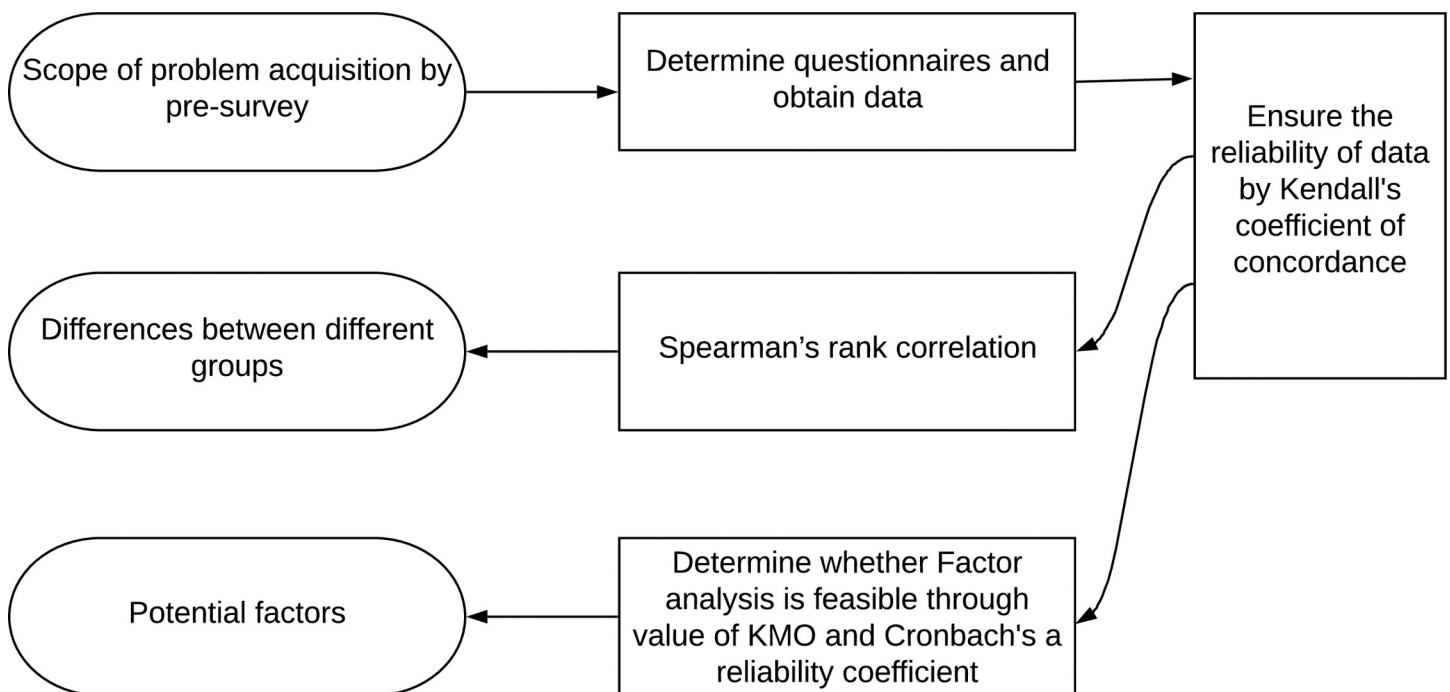 Scope of problem acquisition by
pre-survey
Determine questionnaires and
obtain data
Ensure the
reliability of data
by Kendall's
coefficient of
concordance
Differences between different
groups
Spearman’s rank correlation
Potential factors
Determine whether Factor
analysis is feasible through
value of KMO and Cronbach's a
reliability coefficient